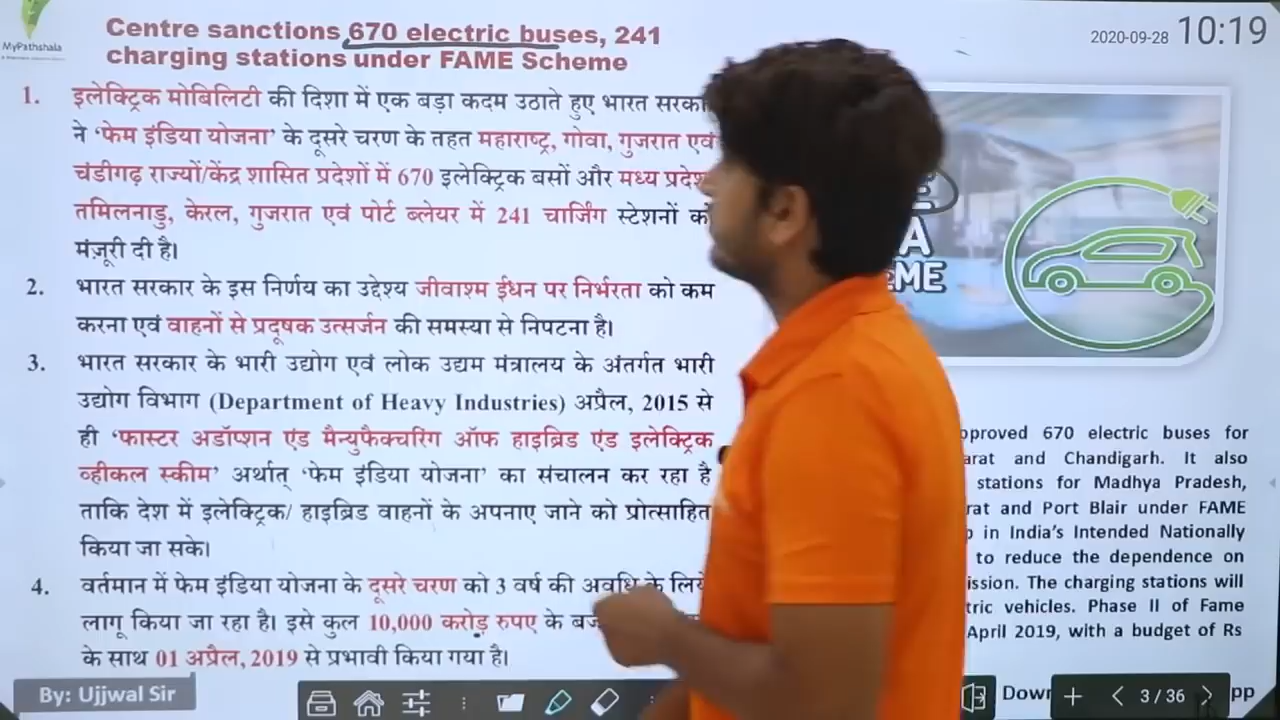 MyPathshala
Centre sanctions 670 electric buses, 241
charging stations under FAME Scheme
2020-09-28 10:19
1. इलेक्ट्रिक मोबिलिटी की दिशा में एक बड़ा कदम उठाते हुए भारत
ने ‘फेम इंडिया योजना’ के दूसरे चरण के तहत महाराष्ट्र, गोवा, गुजरात एवं
चंडीगढ़ राज्यों/केंद्र शासित प्रदेशों में 670 इलेक्ट्रिक बसों और मध्य
तमिलनाडु, केरल, गुजरात एवं पोर्ट ब्लेयर में 241 चार्जिंग स्टेशनों
मंज़ूरी दी है।
2. भारत सरकार के इस निर्णय का उद्देश्य जीवाश्म ईंधन पर निर्भरता को कम
करना एवं वाहनों से प्रदूषक उत्सर्जन की समस्या से निपटना है।
3. भारत सरकार के भारी उद्योग एवं लोक उद्यम मंत्रालय के अंतर्गत भारी
उद्योग विभाग (Department of Heavy Industries) अप्रैल, 2015 से
ही ‘फास्टर अडॉप्शन एंड मैन्युफैक्चरिंग ऑफ हाइब्रिड एंड इलेक्ट्रिक
व्हीकल स्कीम’ अर्थात् ‘फेम इंडिया योजना’ का संचालन कर रहा है
ताकि देश में इलेक्ट्रिक/ हाइब्रिड वाहनों के अपनाए जाने को प्रोत्साहित
किया जा सके।
4. वर्तमान में फेम इंडिया योजना के दूसरे चरण को 3 वर्ष की अवधि के लिये
लागू किया जा रहा है। इसे कुल 10,000 करोड़ रुपए के
के साथ 01 अप्रैल, 2019 से प्रभावी किया गया है।
670 electric buses for
and Chandigarh. It also
stations for Madhya Pradesh,
and Port Blair under FAME
in India’s Intended Nationally
to reduce the dependence on
The charging stations will
vehicles. Phase II of Fame
April 2019, with a budget of Rs
By: Ujjwal Sir
3 / 36